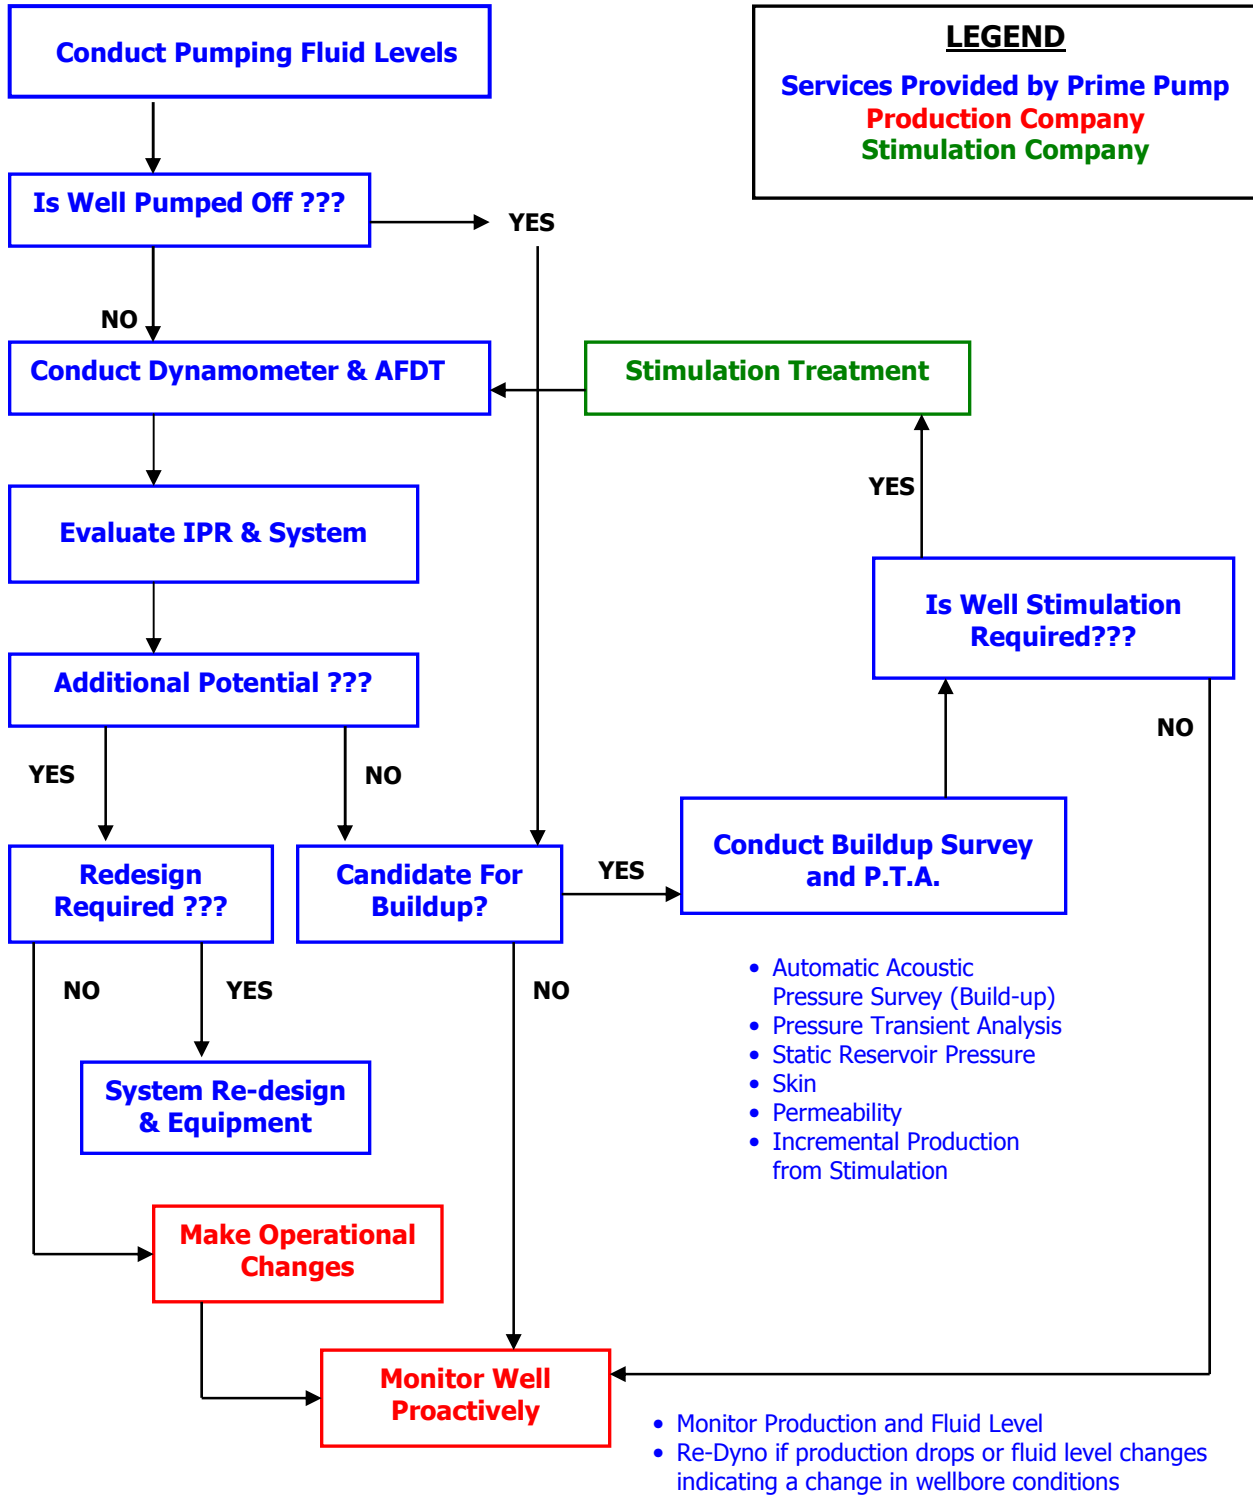 Conduct Pumping Fluid Levels
LEGEND
Services Provided by Prime Pump
Production Company
Stimulation Company
Is Well Pumped Off ???
YES
NO
Conduct Dynamometer & AFDT
Stimulation Treatment
YES
Evaluate IPR & System
Is Well Stimulation
Required???
Additional Potential ???
NO
YES
NO
Redesign
Required ???
Candidate For
Buildup?
YES
Conduct Buildup Survey
and P.T.A.
NO
YES
NO
• Automatic Acoustic
Pressure Survey (Build-up)
• Pressure Transient Analysis
• Static Reservoir Pressure
• Skin
• Permeability
• Incremental Production
from Stimulation
System Re-design
& Equipment
Make Operational
Changes
Monitor Well
Proactively
• Monitor Production and Fluid Level
• Re-Dyno if production drops or fluid level changes
indicating a change in wellbore conditions